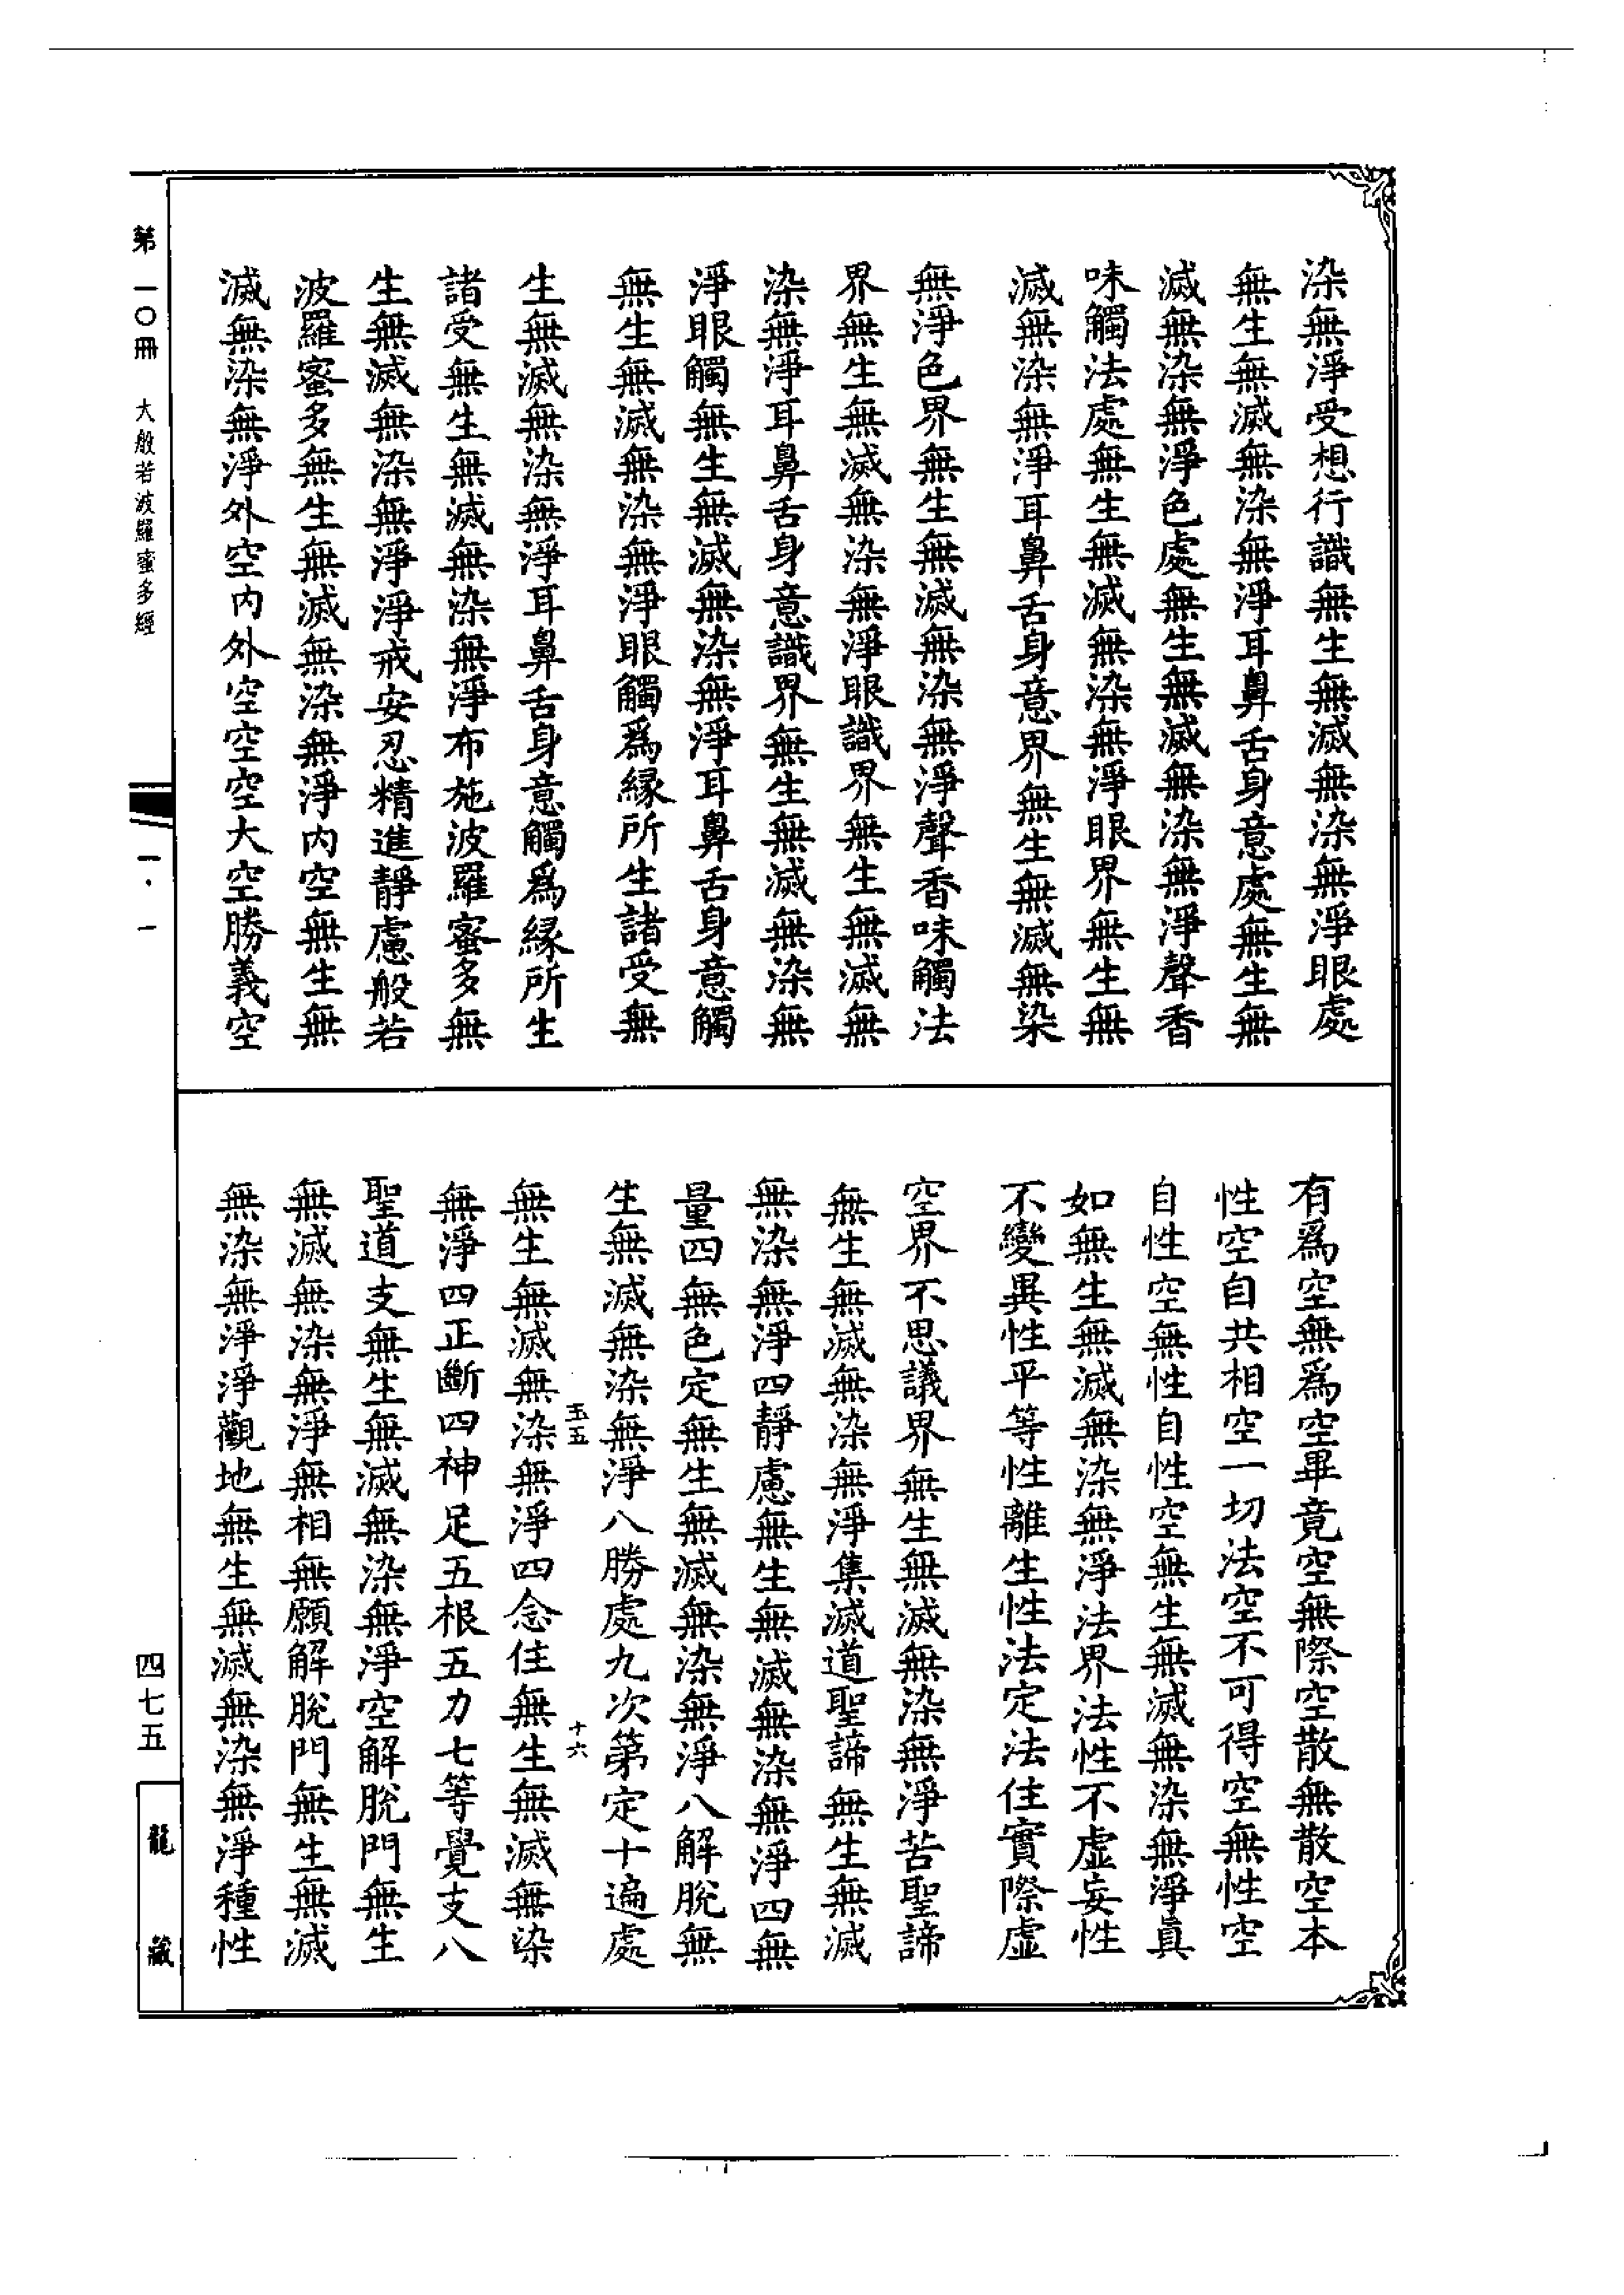 染無淨受想行識無生無滅無染無淨眼處
無生無滅無染無淨耳鼻舌身意處無生無
滅無染無淨色處無生無滅無染無淨聲香
味觸法處無生無滅無染無淨眼界無生無
滅無染無淨耳鼻舌身意界無生無滅無染
無淨色界無生無滅無染無淨聲香味觸法
界無生無滅無染無淨眼識界無生無滅無
染無淨耳鼻舌身意識界無生無滅無染無
淨眼觸無生無滅無染無淨耳鼻舌身意觸
無生無滅無染無淨眼觸爲緣所生諸受無
生無滅無染無淨耳鼻舌身意觸爲緣所生
諸受無生無滅無染無淨布施波羅蜜多無
生無滅無染無淨淨戒安忍精進靜慮般若
波羅蜜多無生無滅無染無淨内空無生無
滅無染無淨外空内外空空空大空勝義空
有爲空無爲空畢竟空無際空散無散空本
性空自共相空一切法空不可得空無性空
自性空無性自性空無生無滅無染無淨眞
如無生無滅無染無淨法界法性不虛妄性
不變異性平等性離生性法定法住實際虛
空界不思議界無生無滅無染無淨苦聖諦
無生無滅無染無淨集滅道聖諦無生無滅
無染無淨四靜慮無生無滅無染無淨四無
量四無色定無生無滅無染無淨八解脫無
生無滅無染無淨八勝處九次第定十遍處
玉五 十六
無生無滅無染無淨四念住無生無滅無染
無淨四正斷四神足五根五力七等覺支八
聖道支無生無滅無染無淨空解脫門無生
無滅無染無淨無相無願解脫門無生無滅
無染無淨淨觀地無生無滅無染無淨種性
第一〇冊 大般若波羅蜜多經
一·一
四七五
龍藏